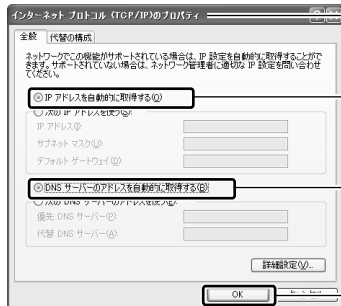 インターネット プロトコル (TCP/IP)のプロパティ
全般 代替の構成
ネットワークでこの機能がサポートされている場合は、IP 設定を自動的に取得することがで
きます。サポートされていない場合は、ネットワーク管理者に適切な IP 設定を問い合わせ
てください。
IP アドレスを自動的に取得する(O)
次の IP アドレスを使う(S):
IP アドレス(I):
サブネット マスク(U):
デフォルト ゲートウェイ(D):
DNS サーバーのアドレスを自動的に取得する(B)
次の DNS サーバーのアドレスを使う(E):
優先 DNS サーバー(P):
代替 DNS サーバー(A):
詳細設定(V)...
OK